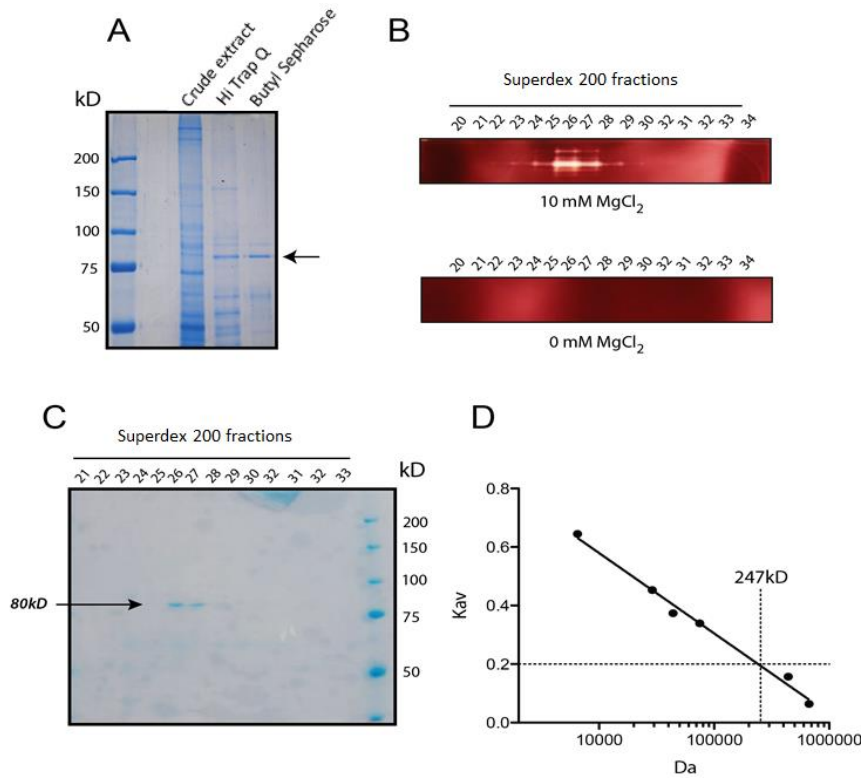 A
kD
Crude extract
Hi Trap Q
Butyl Sepharose
200
150
100
75
50
B
Superdex 200 fractions
20 21 22 23 24 25 26 27 28 29 30 32 31 32 33 34
10 mM MgCl2
20 21 22 23 24 25 26 27 28 29 30 32 31 32 33 34
0 mM MgCl2
C
Superdex 200 fractions
21 22 23 24 25 26 27 28 29 30 32 31 32 33
kD
200
150
100
80kD
75
50
D
0.8
0.6
0.4
0.2
0.0
Kav
247kD
10000 100000 1000000
Da